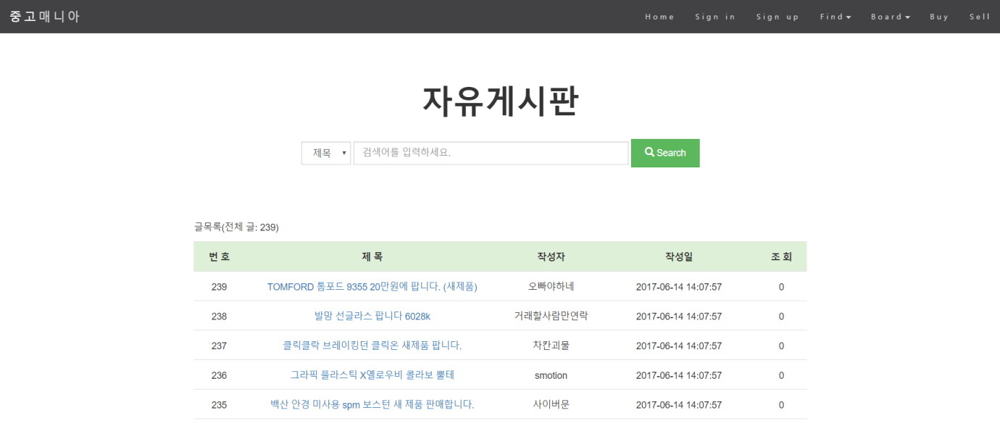 중고매니아 Home Sign in Sign up Find Board Buy Sell
자유게시판
제목 검색어를 입력하세요. Search
글목록(전체 글: 239)
번 호 제 목 작성자 작성일 조 회
239 TOMFORD 톰포드 9355 20만원에 팝니다. (새제품) 오빠야하네 2017-06-14 14:07:57 0
238 발망 선글라스 팝니다 6028k 거래할사람만연락 2017-06-14 14:07:57 0
237 클릭클락 브레이킹던 클릭온 새제품 팝니다. 차칸괴물 2017-06-14 14:07:57 0
236 그라픽 플라스틱 X옐로우비 콜라보 뿔테 smotion 2017-06-14 14:07:57 0
235 백산 안경 미사용 spm 보스턴 새 제품 판매합니다. 사이버문 2017-06-14 14:07:57 0